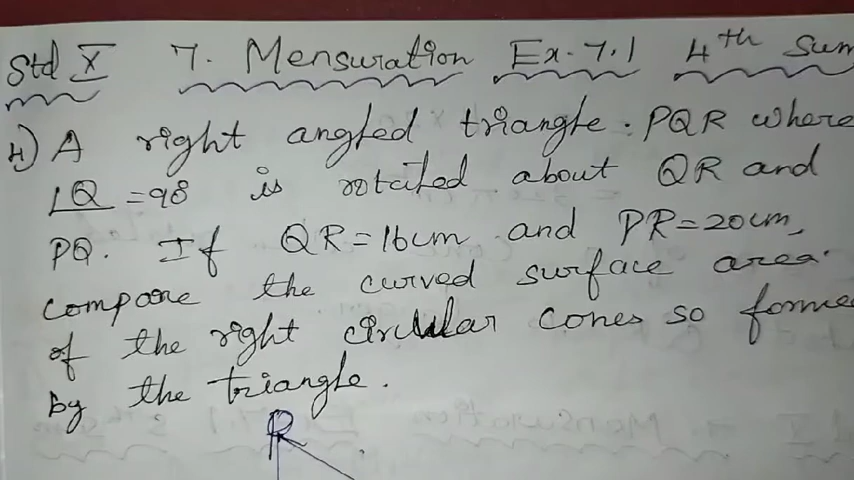 Std X 7. Mensuration Ex.7.1 4th Sum
4) A right angled triangle. PQR where
∠Q = 98 is rotated about QR and
PQ. If QR = 16cm and PR = 20cm,
compare the curved surface area.
of the right circular cones so forme
by the triangle.
R